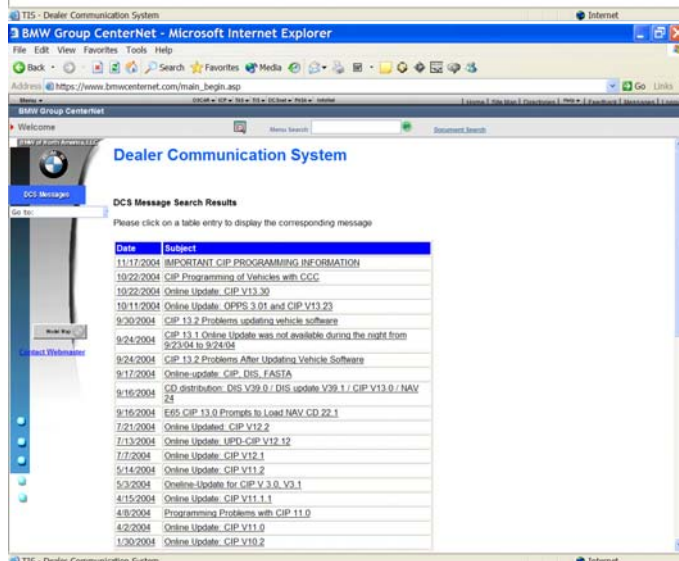 TIS - Dealer Communication System
Internet
BMW Group CenterNet - Microsoft Internet Explorer
File Edit View Favorites Tools Help
Back Search Favorites Media
Address https://www.bmwcenternet.com/main_begin.asp Go Links
Menu
BMW Group CenterNet
Welcome Menu Search: Document Search
BMW of North America, LLC
Dealer Communication System
DCS Messages
Go to:
DCS Message Search Results
Please click on a table entry to display the corresponding message
Date Subject
11/17/2004 IMPORTANT CIP PROGRAMMING INFORMATION
10/22/2004 CIP Programming of Vehicles with CCC
10/22/2004 Online Update: CIP V13.30
10/11/2004 Online Update: OPPS 3.01 and CIP V13.23
9/30/2004 CIP 13.2 Problems updating vehicle software
9/24/2004 CIP 13.1 Online Update was not available during the night from
9/23/04 to 9/24/04
9/24/2004 CIP 13.2 Problems After Updating Vehicle Software
9/17/2004 Online-update: CIP, DIS, FASTA
9/16/2004 CD distribution: DIS V39.0 / DIS update V39.1 / CIP V13.0 / NAV
24
9/16/2004 E65 CIP 13.0 Prompts to Load NAV CD 22.1
7/21/2004 Online Updated: CIP V12.2
7/13/2004 Online Update: UPD-CIP V12.12
7/7/2004 Online Update: CIP V12.1
5/14/2004 Online Update: CIP V11.2
5/3/2004 Oneline-Update for CIP V 3.0, V3.1
4/15/2004 Online Update: CIP V11.1.1
4/8/2004 Programming Problems with CIP 11.0
4/2/2004 Online Update: CIP V11.0
1/30/2004 Online Update: CIP V10.2
Model Map
Contact Webmaster
TIS - Dealer Communication System
Internet